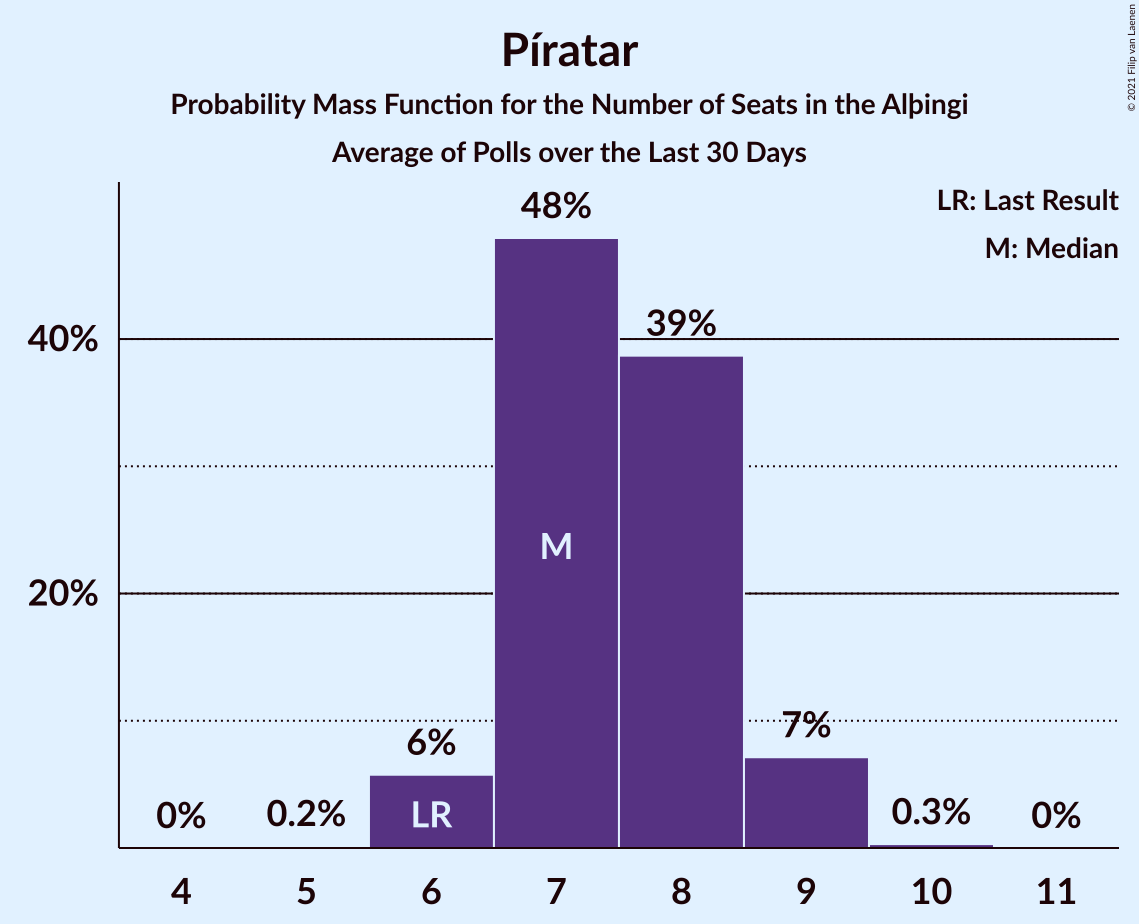 Píratar
Probability Mass Function for the Number of Seats in the Alþingi
Average of Polls over the Last 30 Days
© 2021 Filip van Laenen
LR: Last Result
M: Median
48%
39%
40%
M
20%
7%
6%
0%
0.2%
LR
0.3%
0%
4 5 6 7 8 9 10 11